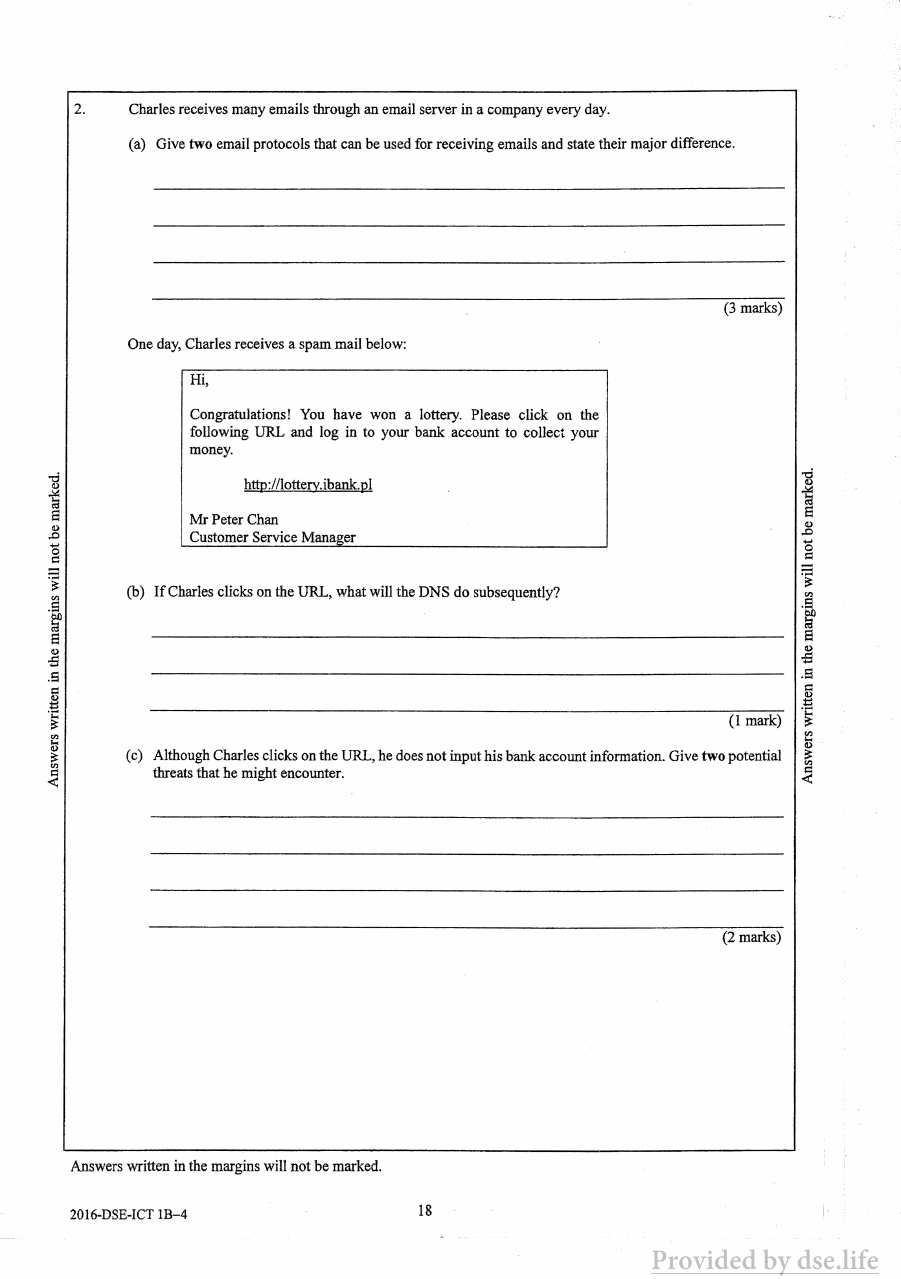 2. Charles receives many emails through an email server in a company every day.
(a) Give two email protocols that can be used for receiving emails and state their major difference.
(3 marks)
One day, Charles receives a spam mail below:
Hi,
Congratulations! You have won a lottery. Please click on the
following URL and log in to your bank account to collect your
money.
http://lottery.ibank.pl
Mr Peter Chan
Customer Service Manager
(b) If Charles clicks on the URL, what will the DNS do subsequently?
(1 mark)
(c) Although Charles clicks on the URL, he does not input his bank account information. Give two potential
threats that he might encounter.
(2 marks)
Answers written in the margins will not be marked.
Answers written in the margins will not be marked.
Answers written in the margins will not be marked.
2016-DSE-ICT 1B–4
18
Provided by dse.life